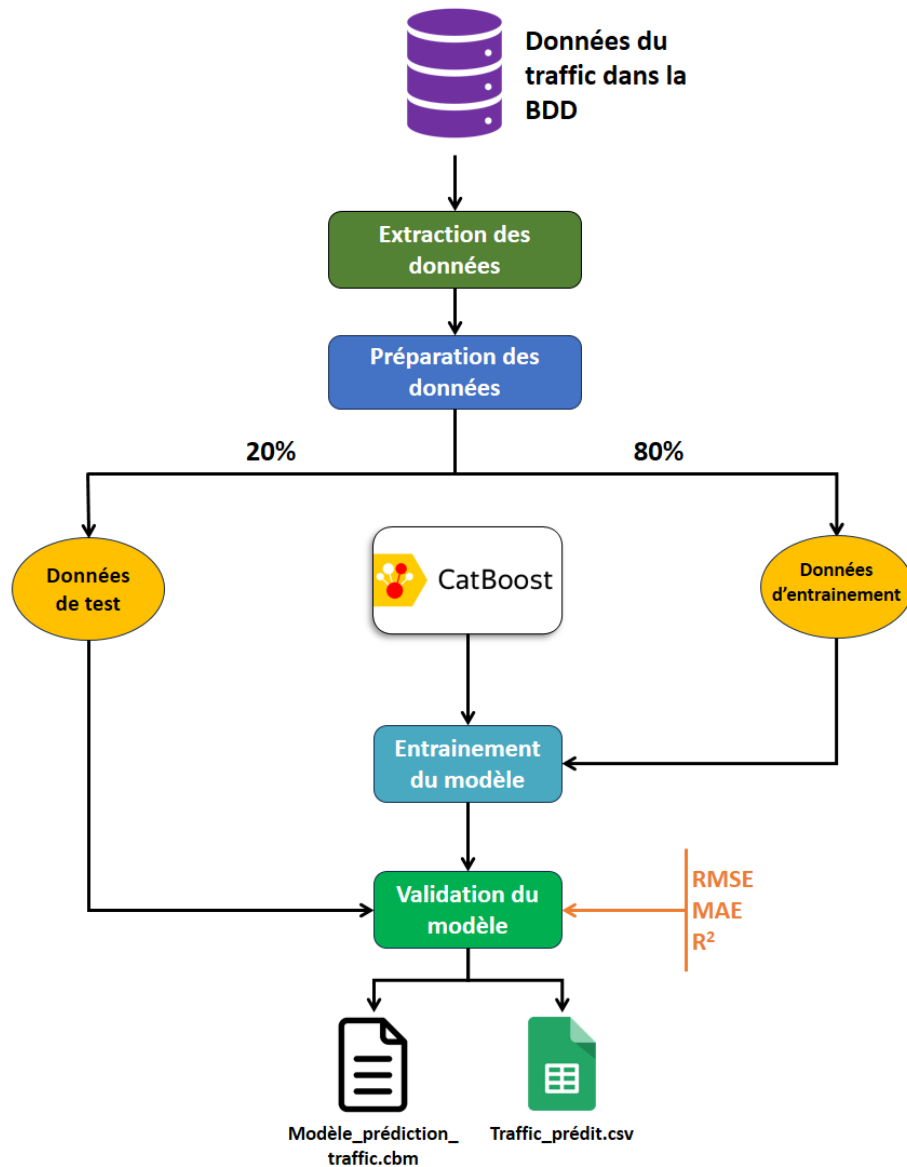 Données du
traffic dans la
BDD
Extraction des
données
Préparation des
données
20%
80%
Données
de test
CatBoost
Données
d’entrainement
Entrainement
du modèle
Validation du
modèle
RMSE
MAE
R²
Modèle_prédiction_
traffic.cbm
Traffic_prédit.csv